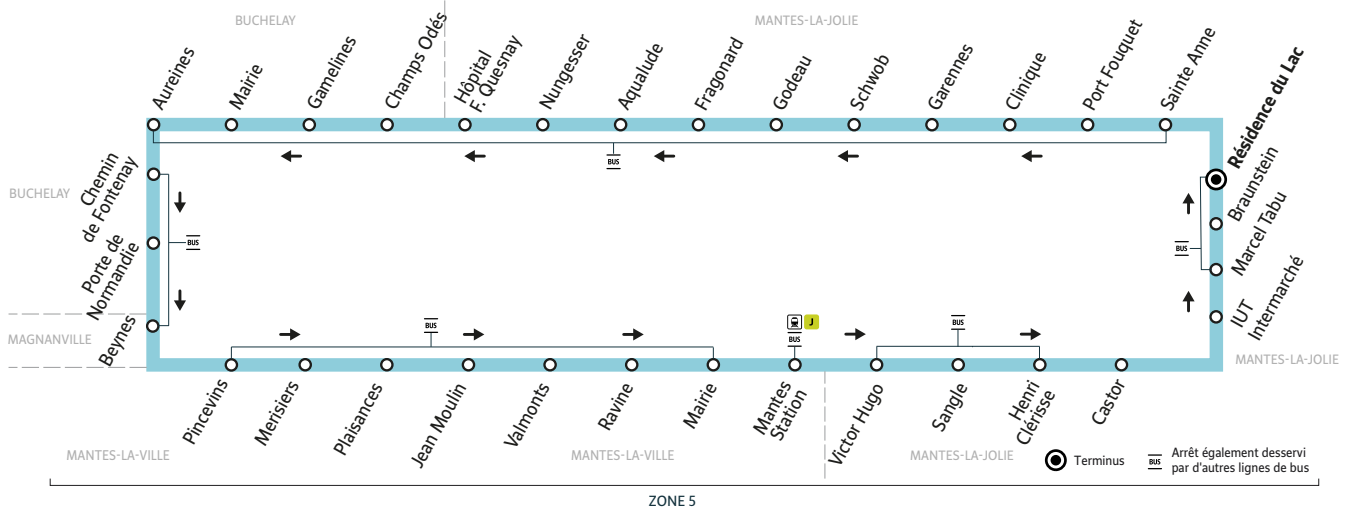 BUCHELAY
MANTES-LA-JOLIE
Aureines
Mairie
Gamelines
Champs Odés
Hôpital
F. Quesnay
Nungesser
Aqualude
Fragonard
Godeau
Schwob
Garennes
Clinique
Port Fouquet
Sainte Anne
Résidence du Lac
BUS
Chemin
de Fontenay
BUCHELAY
Braunstein
Porte de
Normandie
BUS
Marcel Tabu
BUS
IUT
Intermarché
MAGNANVILLE
Beynes
BUS
J
BUS
BUS
MANTES-LA-JOLIE
Pincevins
Merisiers
Plaisances
Jean Moulin
Valmonts
Ravine
Mairie
Mantes
Station
Victor Hugo
Sangle
Henri
Clérisse
Castor
MANTES-LA-VILLE
MANTES-LA-VILLE
MANTES-LA-JOLIE
Terminus
BUS
Arrêt également desservi
par d'autres lignes de bus
ZONE 5